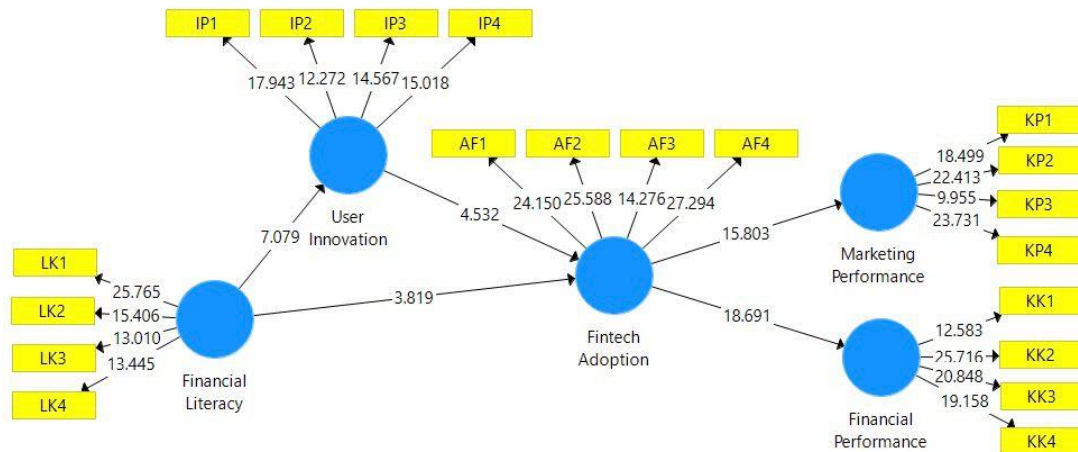 IP1 IP2 IP3 IP4
17.943 12.272 14.567 15.018
User
Innovation
AF1 AF2 AF3 AF4
24.150 25.588 14.276 27.294
KP1
KP2
KP3
KP4
18.499
22.413
9.955
23.731
Marketing
Performance
7.079
4.532
15.803
LK1
LK2
LK3
LK4
25.765
15.406
13.010
13.445
Financial
Literacy
3.819
Fintech
Adoption
18.691
KK1
KK2
KK3
KK4
12.583
25.716
20.848
19.158
Financial
Performance